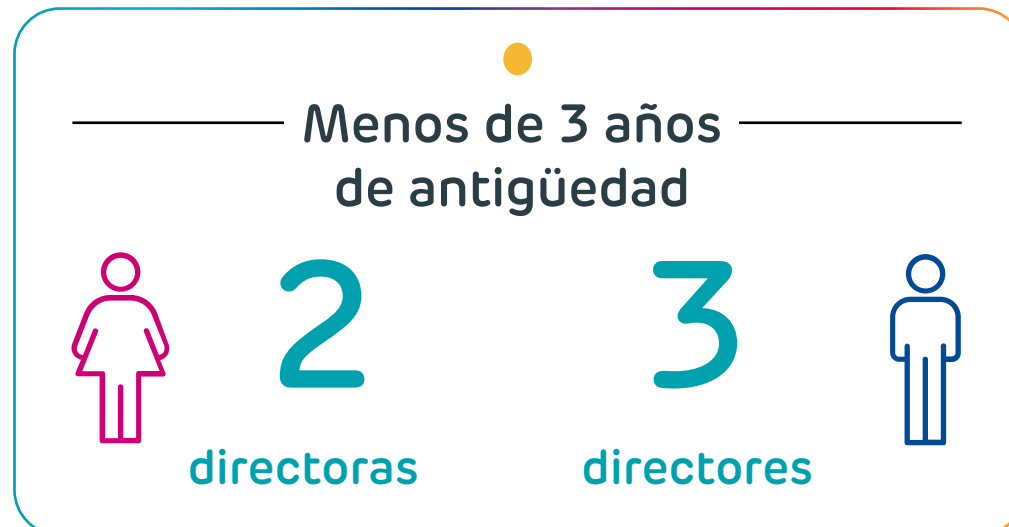 Menos de 3 años
de antigüedad
2 3
directoras directores